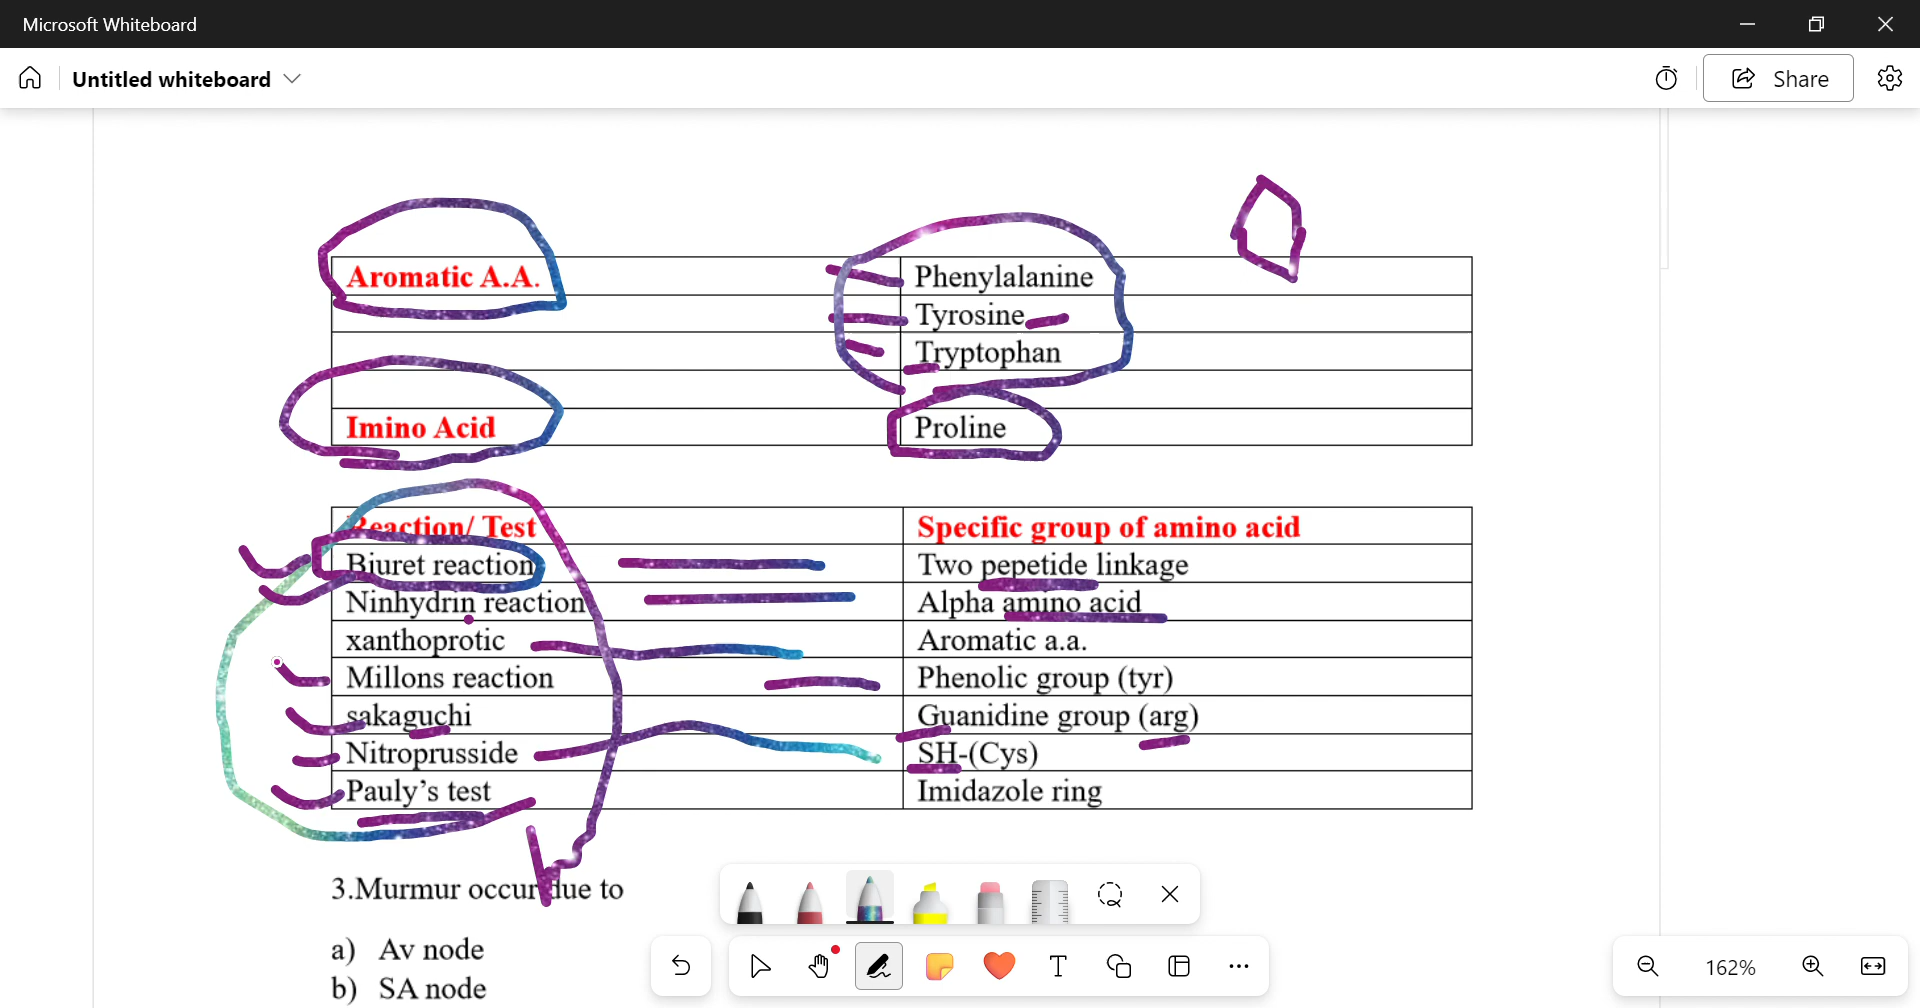 Microsoft Whiteboard
Untitled whiteboard
Share
Aromatic A.A.
Phenylalanine
Tyrosine
Tryptophan
Imino Acid
Proline
Reaction/ Test
Specific group of amino acid
Biuret reaction
Two pepetide linkage
Ninhydrin reaction
Alpha amino acid
xanthoprotic
Aromatic a.a.
Millons reaction
Phenolic group (tyr)
sakaguchi
Guanidine group (arg)
Nitroprusside
SH-(Cys)
Pauly's test
Imidazole ring
3.Murmur occur due to
a) Av node
b) SA node
162%